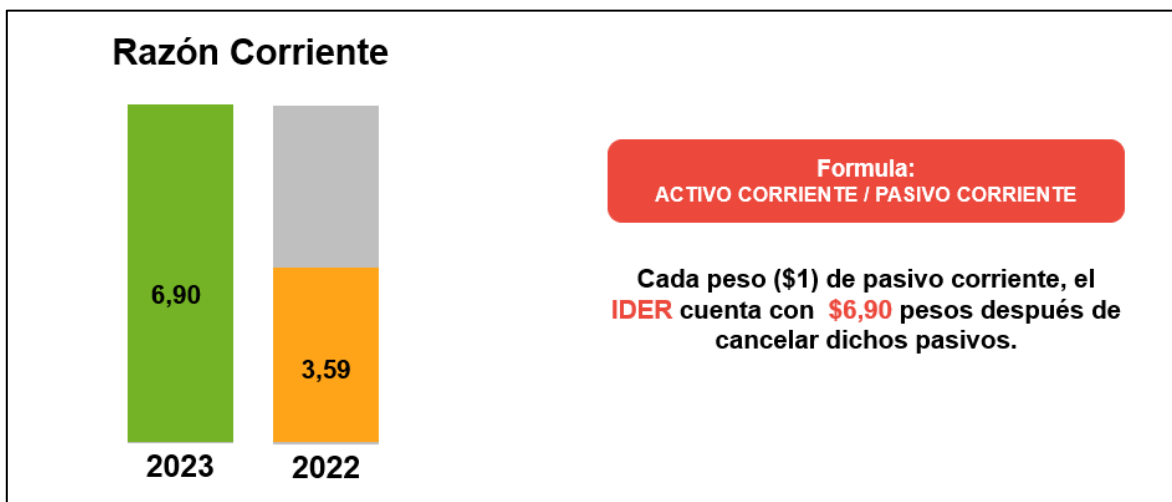 Razón Corriente
6,90
3,59
2023
2022
Formula:
ACTIVO CORRIENTE / PASIVO CORRIENTE
Cada peso ($1) de pasivo corriente, el
IDER cuenta con $6,90 pesos después de
cancelar dichos pasivos.